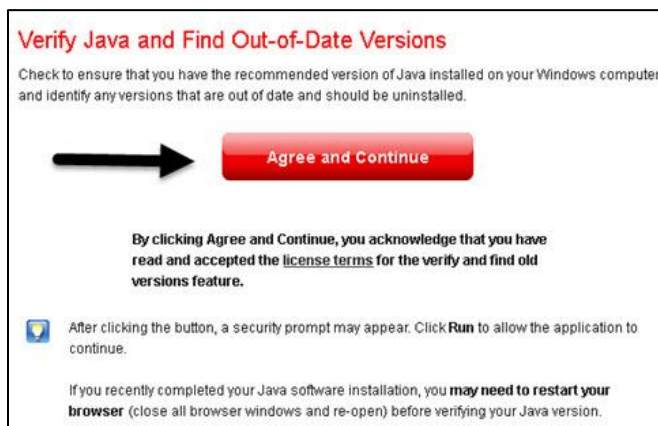 Verify Java and Find Out-of-Date Versions
Check to ensure that you have the recommended version of Java installed on your Windows computer
and identify any versions that are out of date and should be uninstalled.
Agree and Continue
By clicking Agree and Continue, you acknowledge that you have
read and accepted the license terms for the verify and find old
versions feature.
After clicking the button, a security prompt may appear. Click Run to allow the application to
continue.
If you recently completed your Java software installation, you may need to restart your
browser (close all browser windows and re-open) before verifying your Java version.